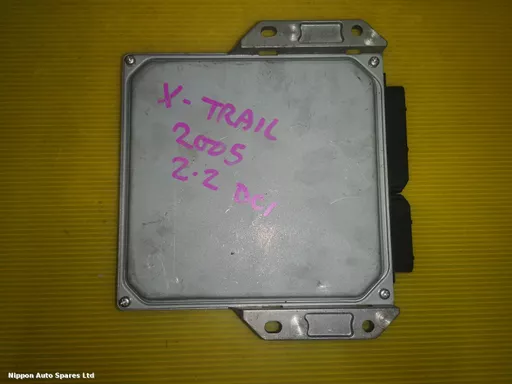 X-TRAIL
2005
2.2 DCI
Nippon Auto Spares Ltd